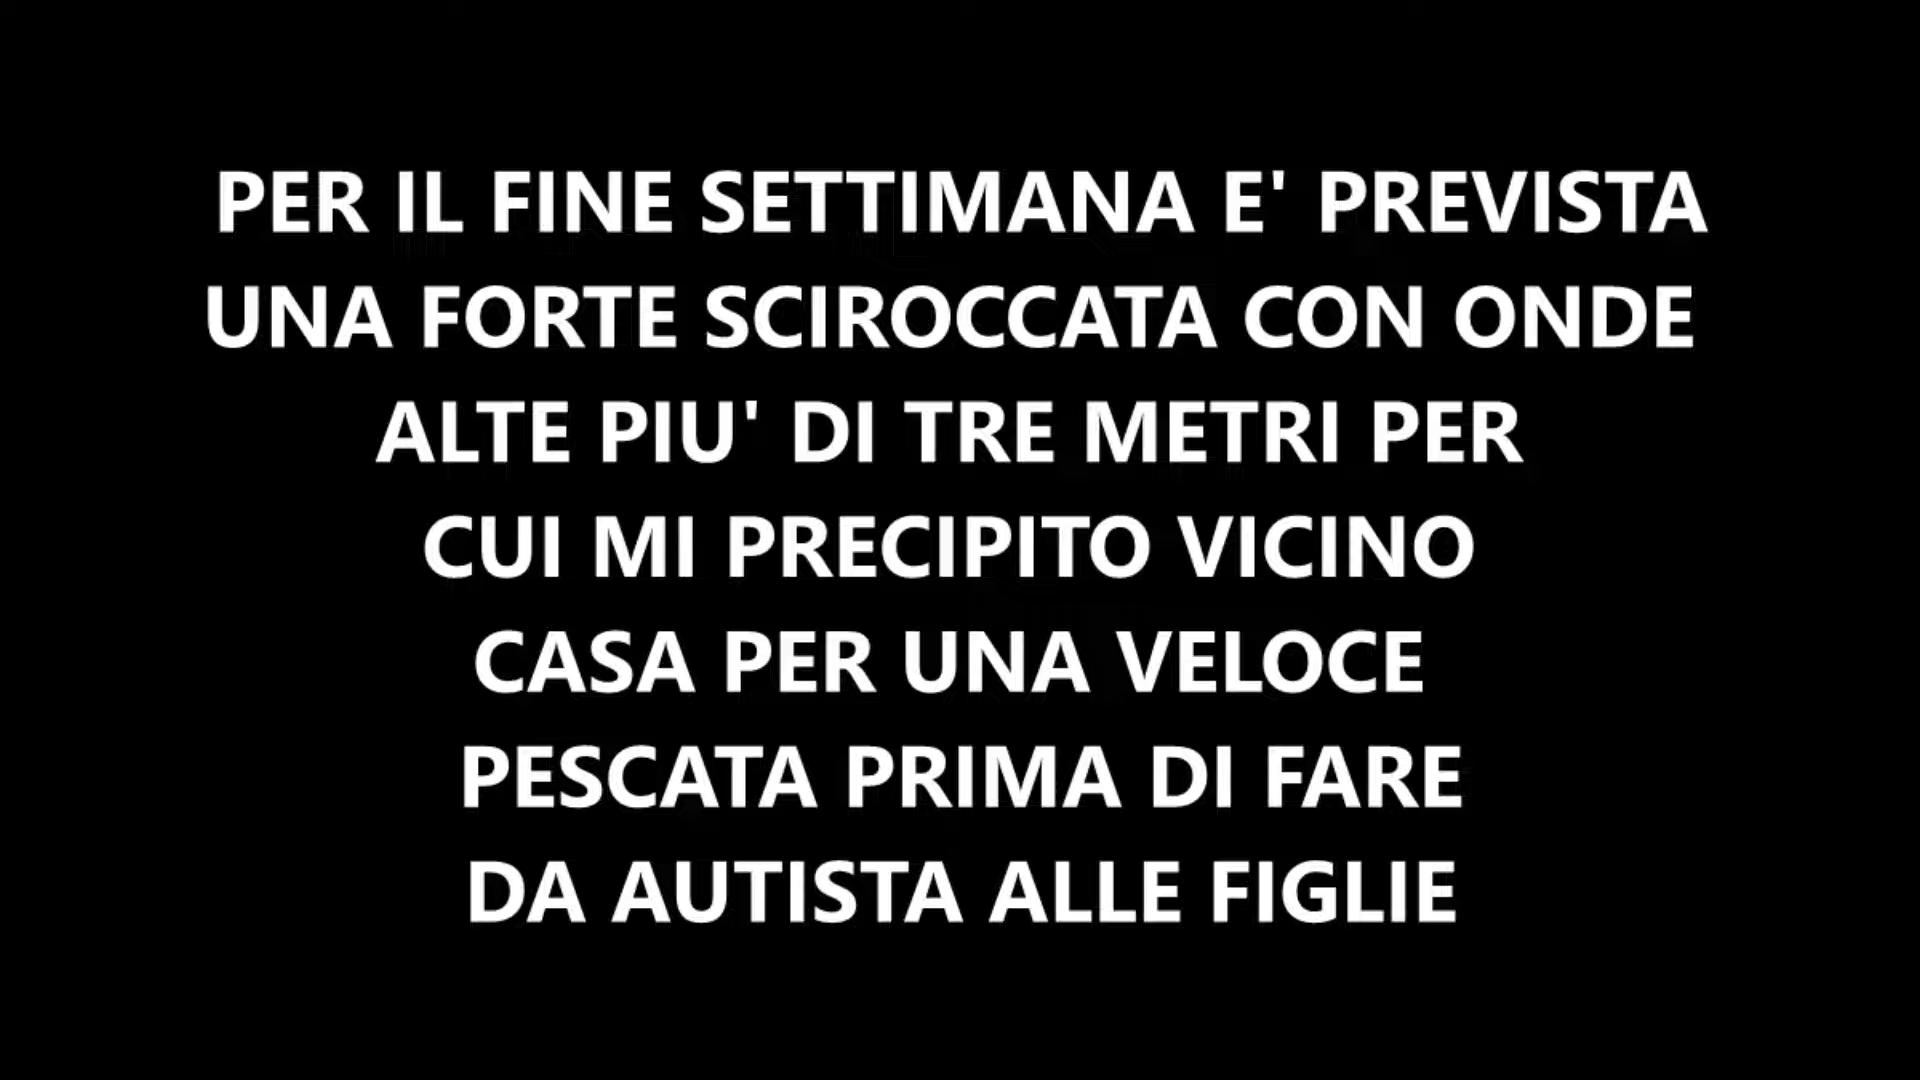 PER IL FINE SETTIMANA E' PREVISTA
UNA FORTE SCIROCCATA CON ONDE
ALTE PIU' DI TRE METRI PER
CUI MI PRECIPITO VICINO
CASA PER UNA VELOCE
PESCATA PRIMA DI FARE
DA AUTISTA ALLE FIGLIE